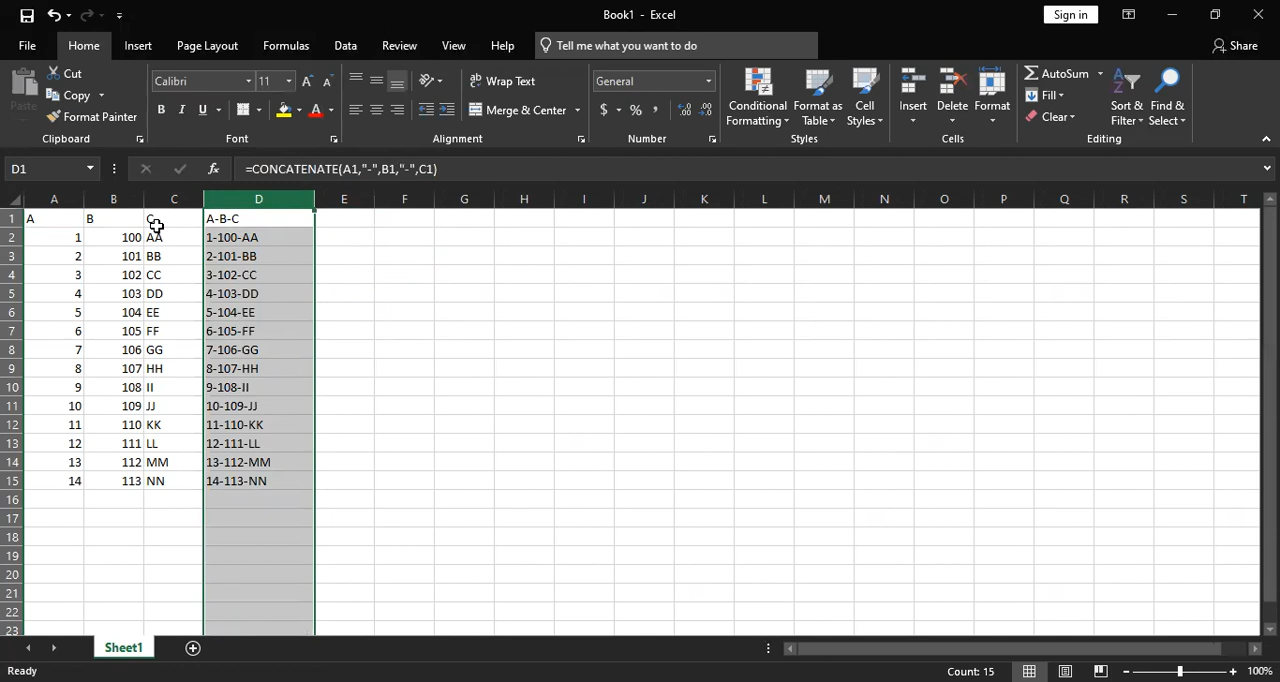 Book1 - Excel
Sign in
File Home Insert Page Layout Formulas Data Review View Help Tell me what you want to do Share
Paste Cut Copy Format Painter Clipboard
Calibri 11 A A B I U A Font
ab Wrap Text Merge & Center Alignment
General $ % , Number
Conditional Formatting Format as Table Cell Styles Styles
Insert Delete Format Cells
AutoSum Fill Clear Sort & Filter Find & Select Editing
D1 fx =CONCATENATE(A1,"-",B1,"-",C1)
A B C D E F G H I J K L M N O P Q R S T
1 A B C A-B-C
2 1 100 AA 1-100-AA
3 2 101 BB 2-101-BB
4 3 102 CC 3-102-CC
5 4 103 DD 4-103-DD
6 5 104 EE 5-104-EE
7 6 105 FF 6-105-FF
8 7 106 GG 7-106-GG
9 8 107 HH 8-107-HH
10 9 108 II 9-108-II
11 10 109 JJ 10-109-JJ
12 11 110 KK 11-110-KK
13 12 111 LL 12-111-LL
14 13 112 MM 13-112-MM
15 14 113 NN 14-113-NN
16
17
18
19
20
21
22
23
Sheet1
Ready Count: 15 100%